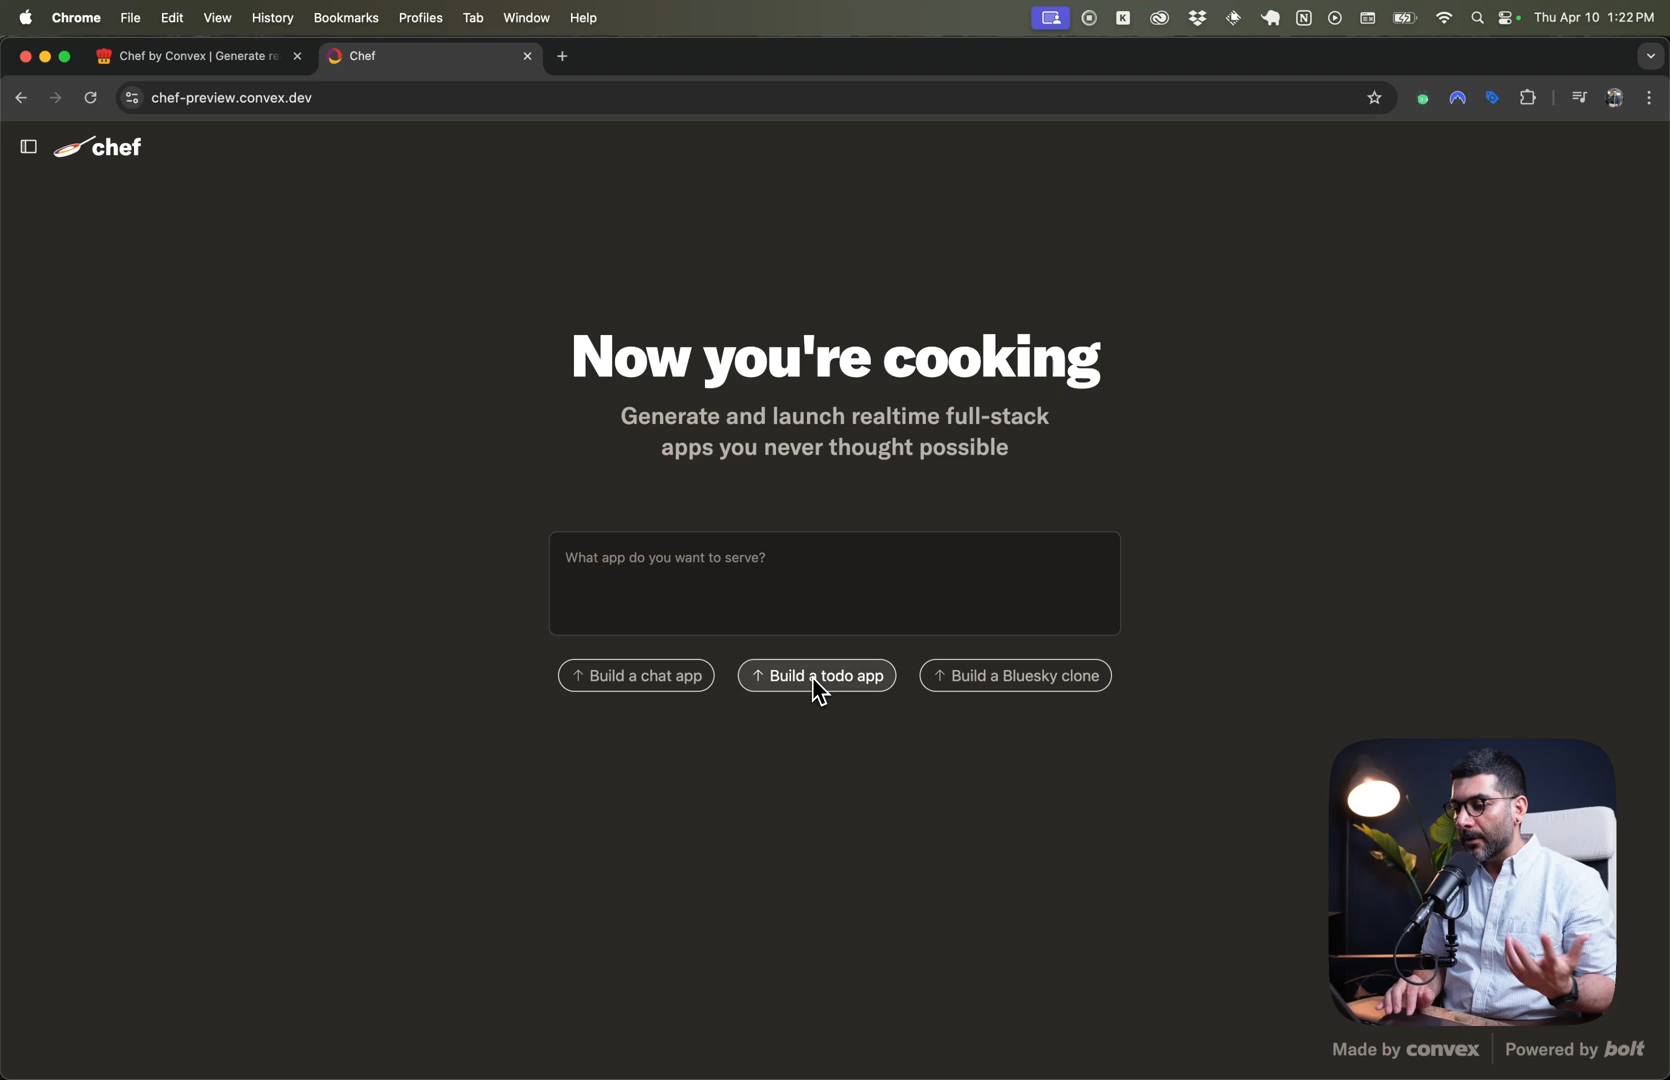 Chrome File Edit View History Bookmarks Profiles Tab Window Help K N Thu Apr 10 1:22 PM
Chef by Convex | Generate re Chef
chef-preview.convex.dev
chef
Now you're cooking
Generate and launch realtime full-stack
apps you never thought possible
What app do you want to serve?
↑ Build a chat app ↑ Build a todo app ↑ Build a Bluesky clone
Made by convex Powered by bolt